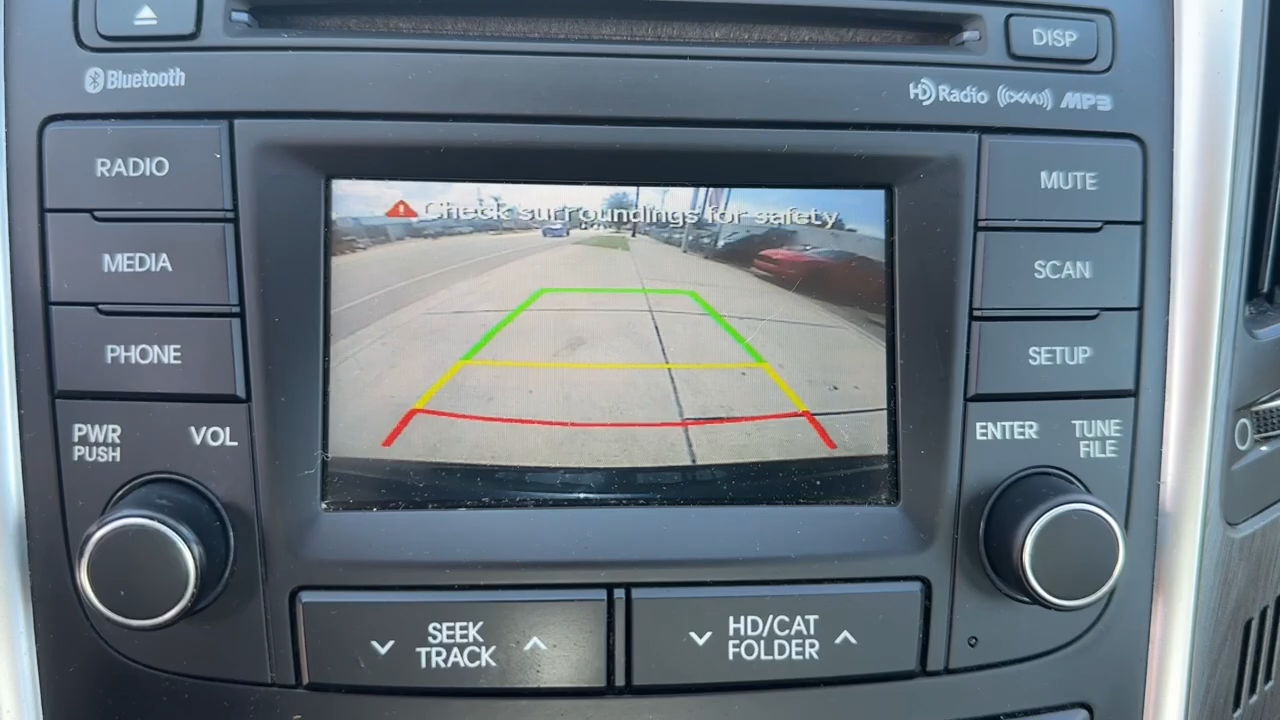 DISP
Bluetooth
HD Radio ((XM)) MP3
RADIO
MUTE
Check surroundings for safety
MEDIA
SCAN
PHONE
SETUP
PWR
PUSH
VOL
ENTER
TUNE
FILE
SEEK
TRACK
HD/CAT
FOLDER